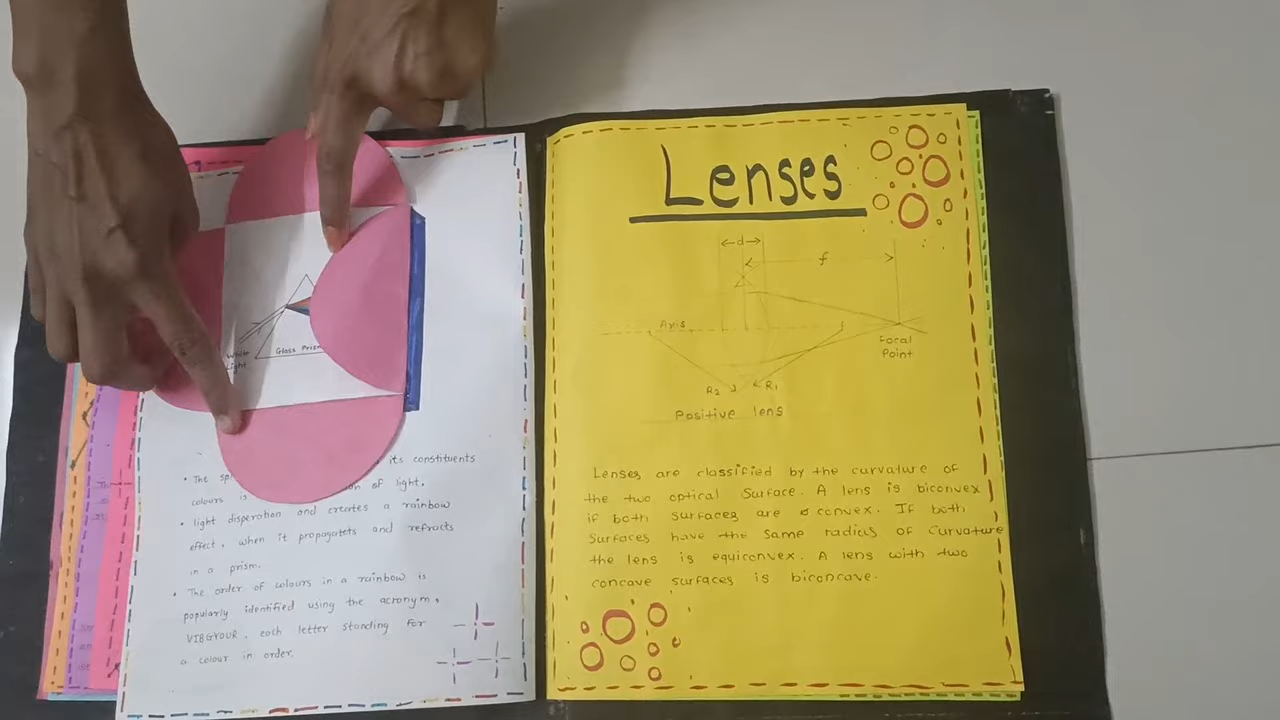 White
Light
Glass Prism
its constituents
• The
colours is of light.
• light disperation and creates a rainbow
effect, when it propagatets and refracts
in a prism.
• The order of colours in a rainbow is
popularly identified using the acronym,
VIBGYOUR, each letter standing for
a colour in order.
Lenses
d
f
Axis
Focal
Point
R2
R1
Positive lens
Lenses are classified by the curvature of
the two optical Surface. A lens is biconvex
if both surfaces are convex. If both
Surfaces have the same radius of curvature
the lens is equiconvex. A lens with two
concave surfaces is biconcave.